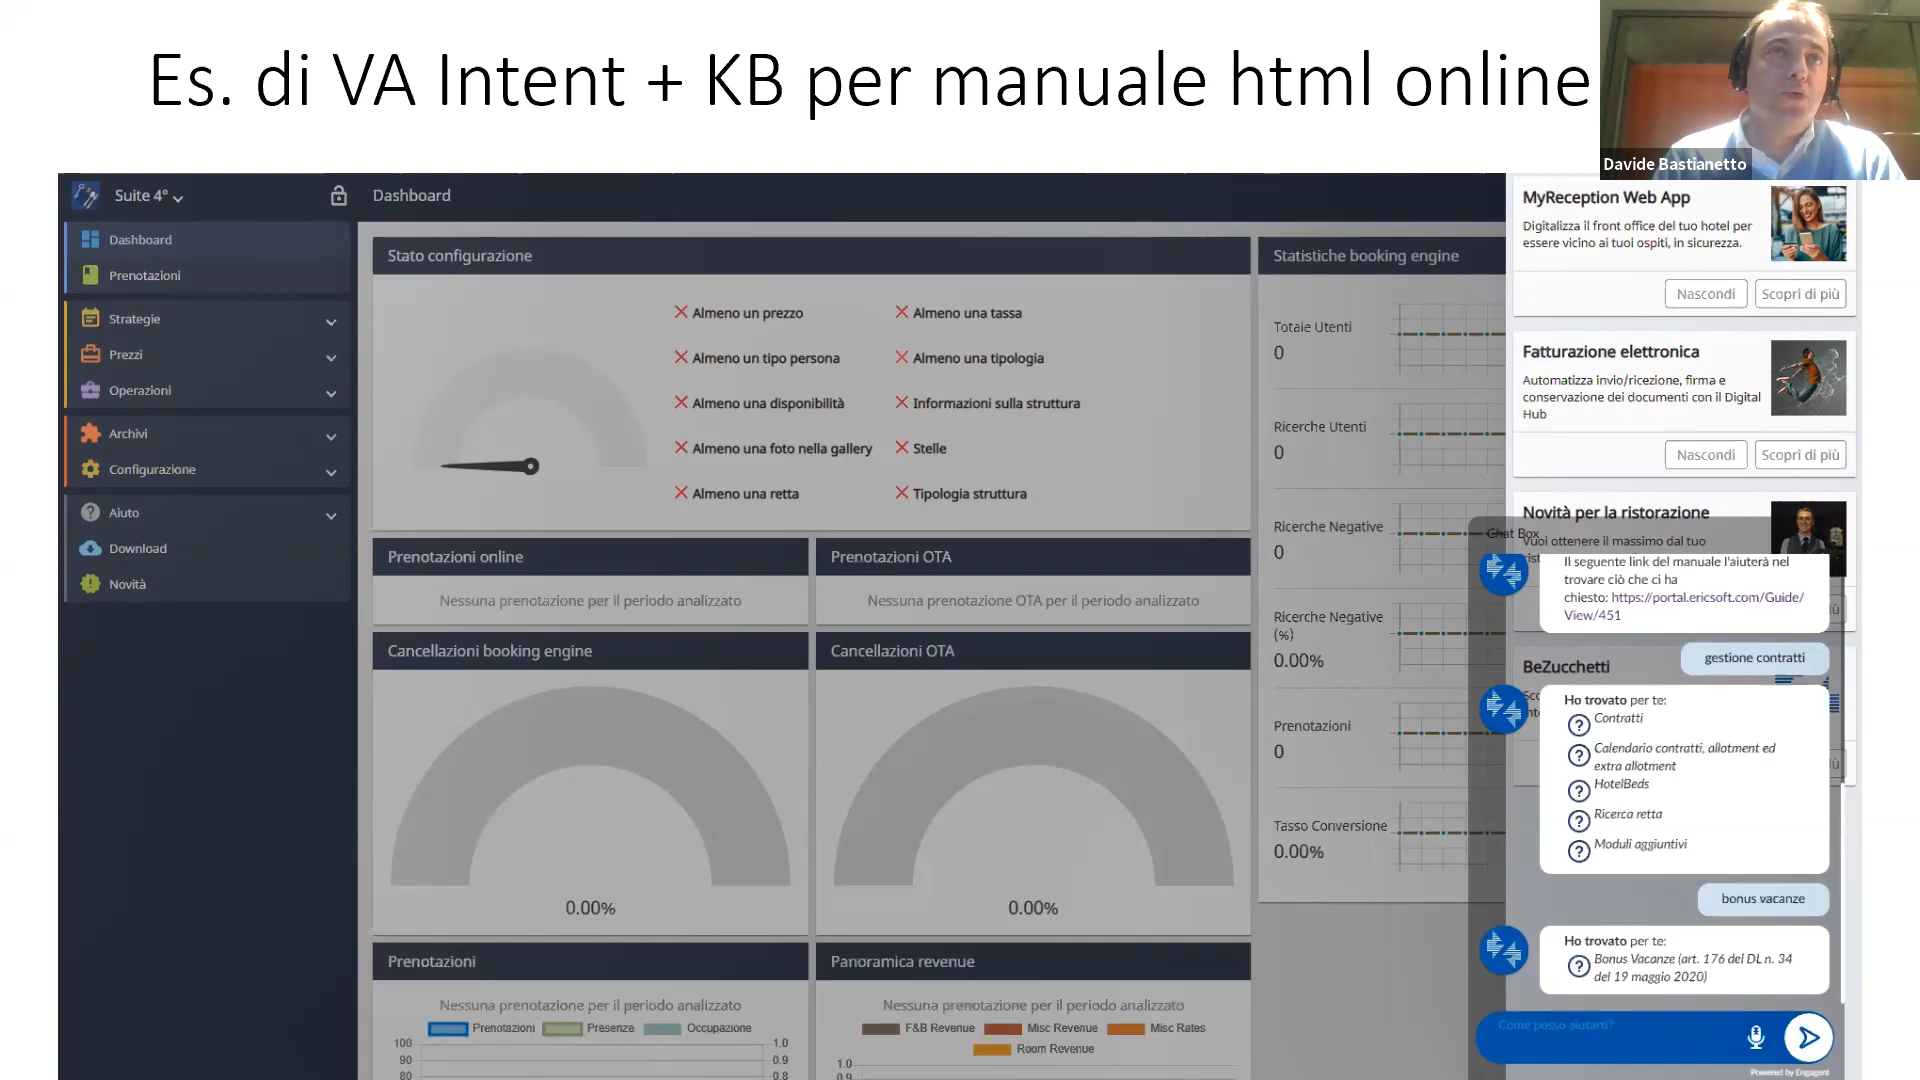 Es. di VA Intent + KB per manuale html online
Davide Bastianetto
Suite 4°
Dashboard
Prenotazioni
Strategie
Prezzi
Operazioni
Archivi
Configurazione
Aiuto
Download
Novità
Dashboard
Stato configurazione
Almeno un prezzo
Almeno un tipo persona
Almeno una disponibilità
Almeno una foto nella gallery
Almeno una retta
Almeno una tassa
Almeno una tipologia
Informazioni sulla struttura
Stelle
Tipologia struttura
Prenotazioni online
Nessuna prenotazione per il periodo analizzato
Prenotazioni OTA
Nessuna prenotazione OTA per il periodo analizzato
Cancellazioni booking engine
0.00%
Cancellazioni OTA
0.00%
Prenotazioni
Nessuna prenotazione per il periodo analizzato
Prenotazioni Presenze Occupazione
100 1.0
90 0.9
80 0.8
Panoramica revenue
Nessuna prenotazione per il periodo analizzato
F&B Revenue Misc Revenue Misc Rates
Room Revenue
1.0
0.9
Statistiche booking engine
Totale Utenti
0
Ricerche Utenti
0
Ricerche Negative
0
Ricerche Negative
(%)
0.00%
Prenotazioni
0
Tasso Conversione
0.00%
MyReception Web App
Digitalizza il front office del tuo hotel per
essere vicino ai tuoi ospiti, in sicurezza.
Nascondi Scopri di più
Fatturazione elettronica
Automatizza invio/ricezione, firma e
conservazione dei documenti con il Digital
Hub
Nascondi Scopri di più
Novità per la ristorazione
Vuoi ottenere il massimo dal tuo
BeZucchetti
Chat Box
Il seguente link del manuale l'aiuterà nel
trovare ciò che ci ha
chiesto: https://portal.ericsoft.com/Guide/
View/451
gestione contratti
Ho trovato per te:
Contratti
Calendario contratti, allotment ed
extra allotment
HotelBeds
Ricerca retta
Moduli aggiuntivi
bonus vacanze
Ho trovato per te:
Bonus Vacanze (art. 176 del DL n. 34
del 19 maggio 2020)
Come posso aiutarti?
Powered by Engagent